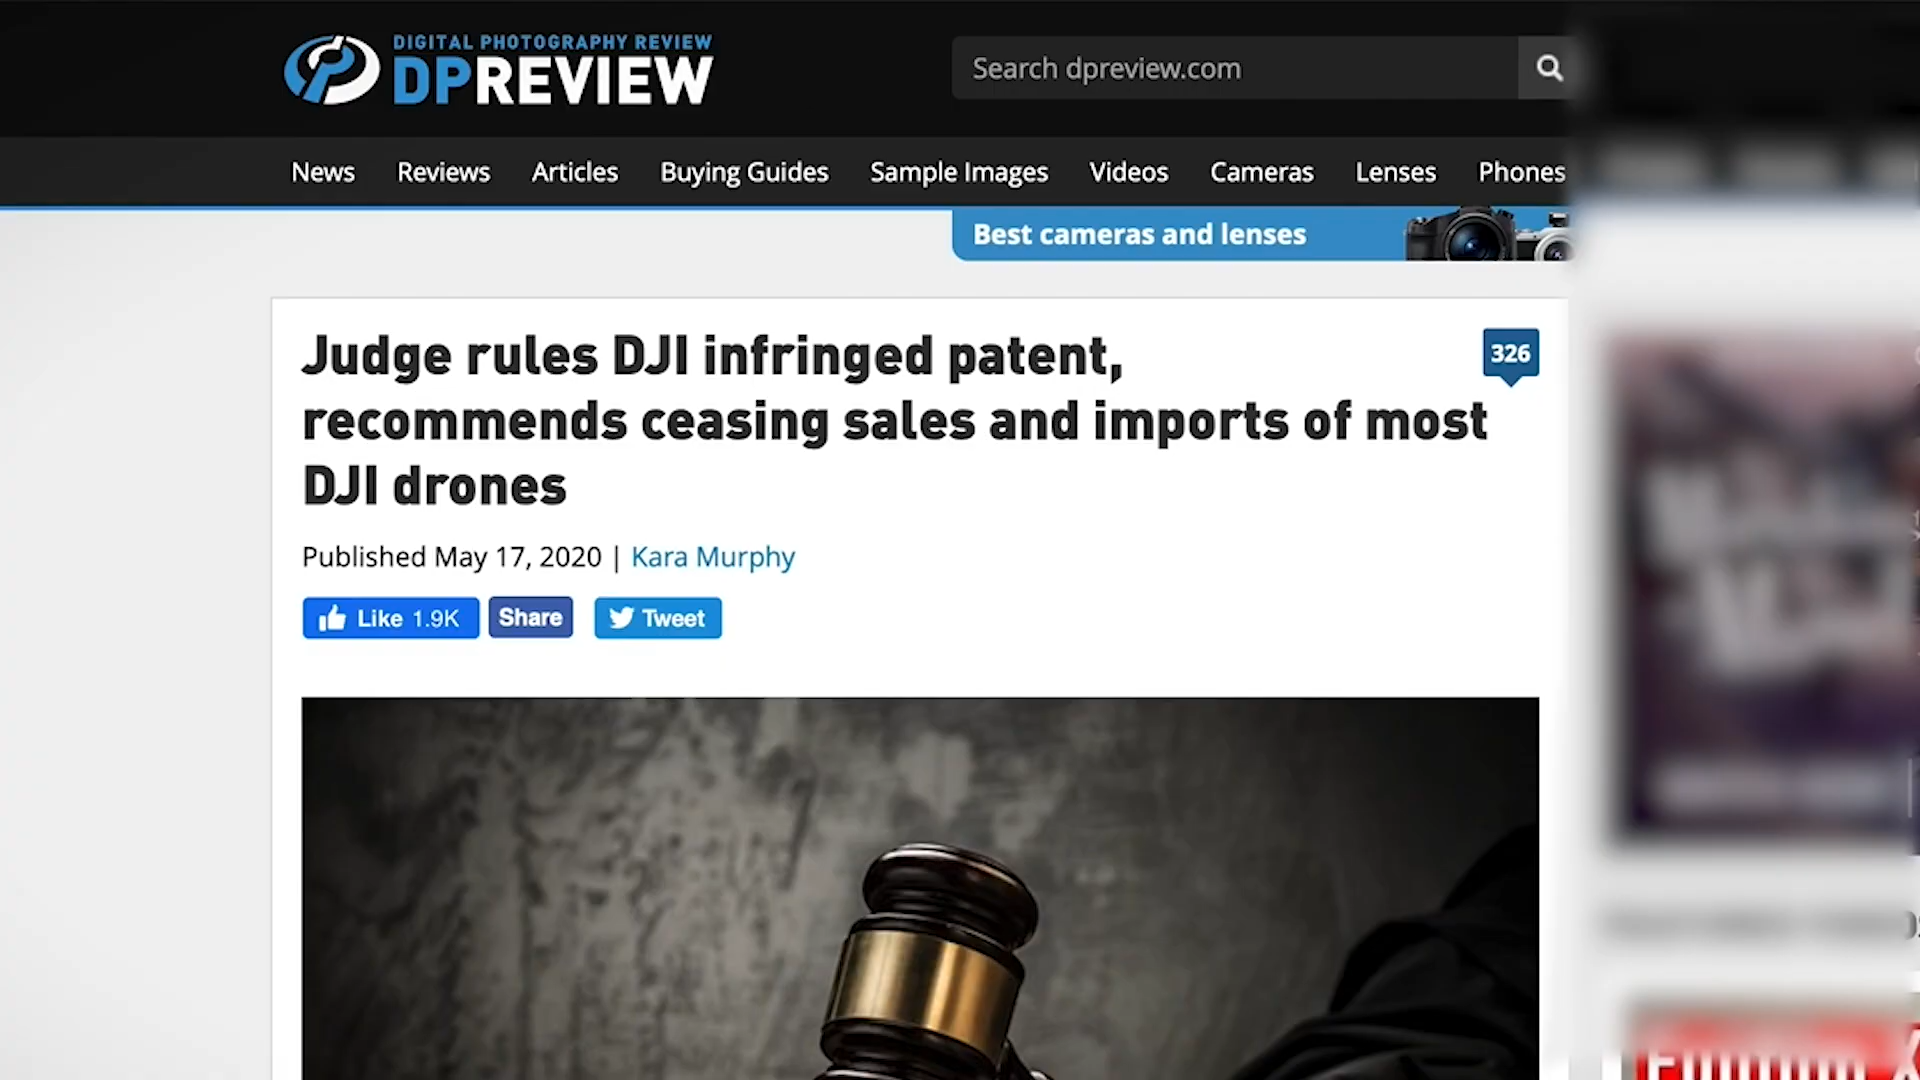 DIGITAL PHOTOGRAPHY REVIEW
DPREVIEW
Search dpreview.com
News Reviews Articles Buying Guides Sample Images Videos Cameras Lenses Phones
Best cameras and lenses
Judge rules DJI infringed patent,
recommends ceasing sales and imports of most
DJI drones
326
Published May 17, 2020 | Kara Murphy
Like 1.9K Share Tweet